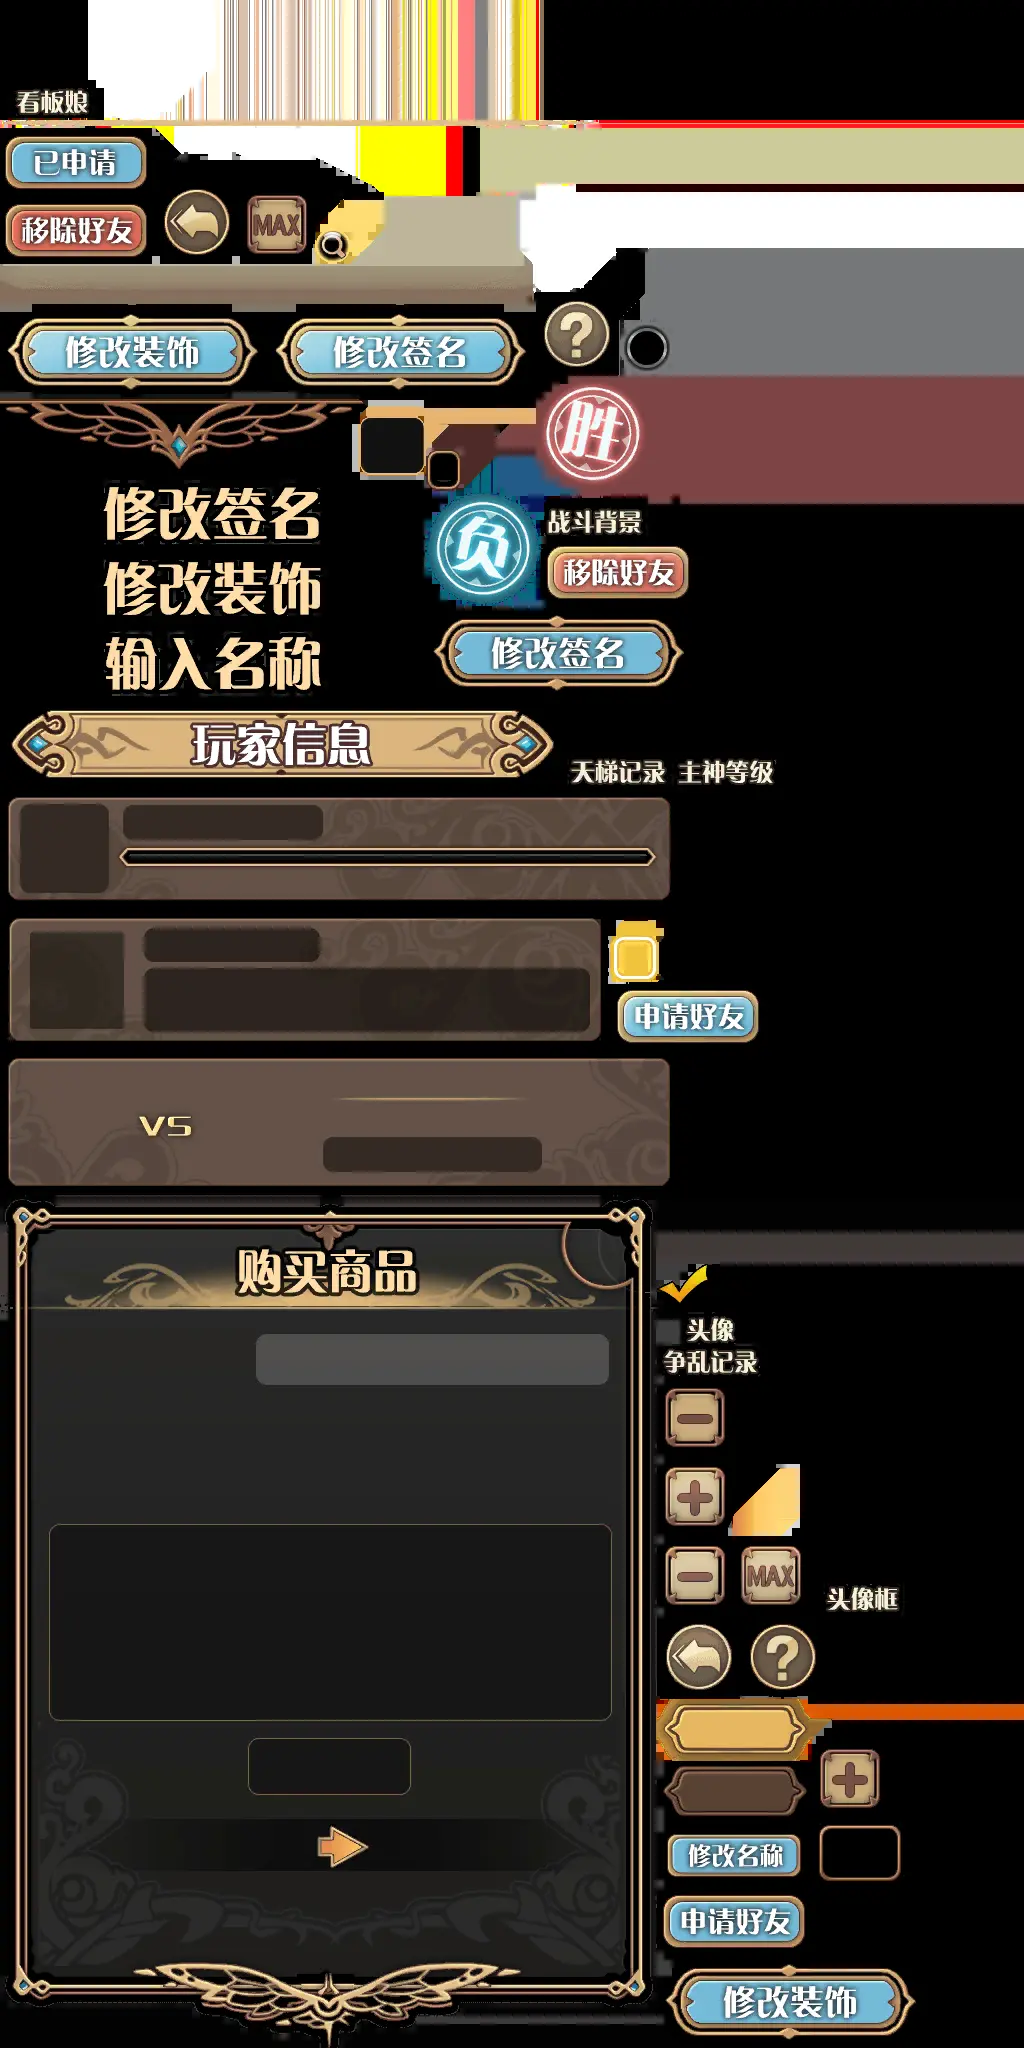 看板娘
已申请
移除好友
MAX
?
修改装饰
修改签名
胜
修改签名
负
战斗背景
修改装饰
移除好友
输入名称
修改签名
玩家信息
天梯记录
主神等级
申请好友
VS
购买商品
头像
争乱记录
MAX
头像框
?
修改名称
申请好友
修改装饰